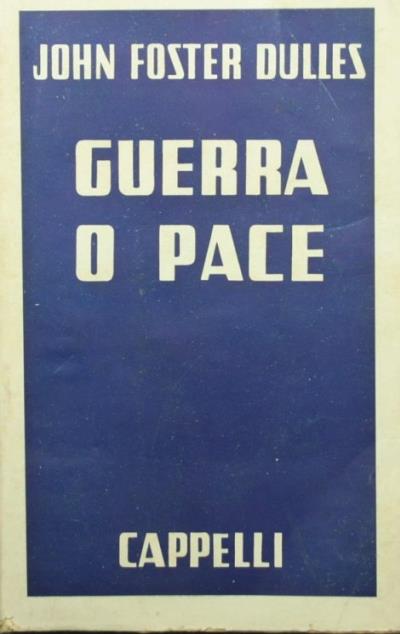 JOHN FOSTER DULLES
GUERRA
O PACE
CAPPELLI